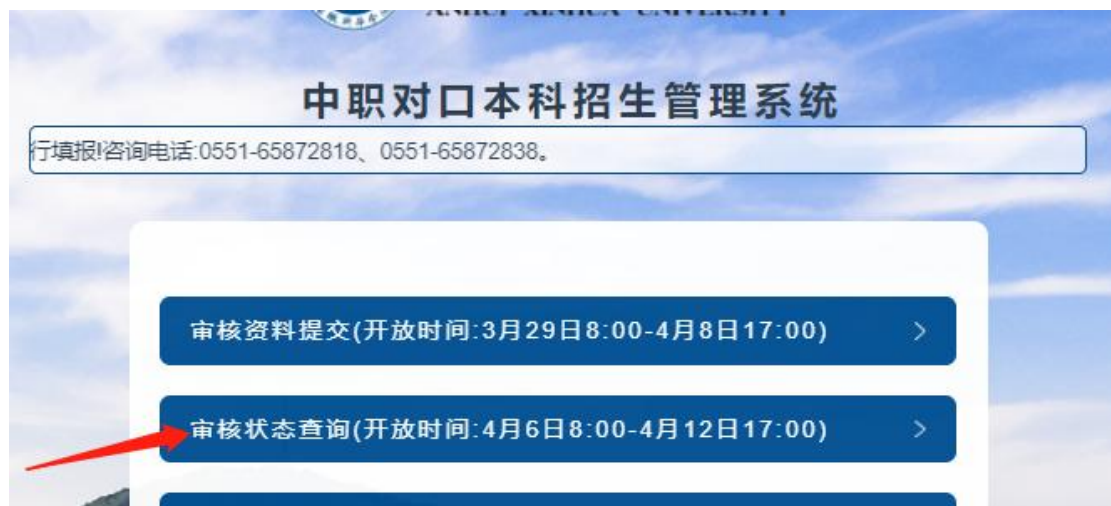 ANHUI XINHUA UNIVERSITY
中职对口本科招生管理系统
行填报!咨询电话:0551-65872818、0551-65872838。
审核资料提交(开放时间:3月29日8:00-4月8日17:00)
审核状态查询(开放时间:4月6日8:00-4月12日17:00)